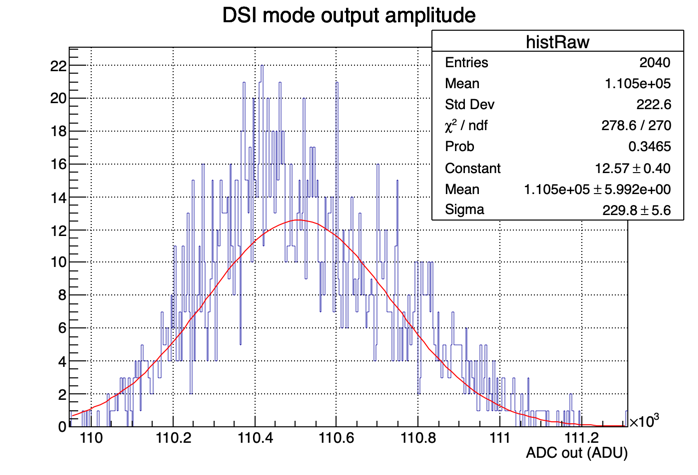 DSI mode output amplitude
histRaw
Entries 2040
Mean 1.105e+05
Std Dev 222.6
χ² / ndf 278.6 / 270
Prob 0.3465
Constant 12.57 ± 0.40
Mean 1.105e+05 ± 5.992e+00
Sigma 229.8 ± 5.6
22
20
18
16
14
12
10
8
6
4
2
0
110 110.2 110.4 110.6 110.8 111 111.2 ×10³
ADC out (ADU)